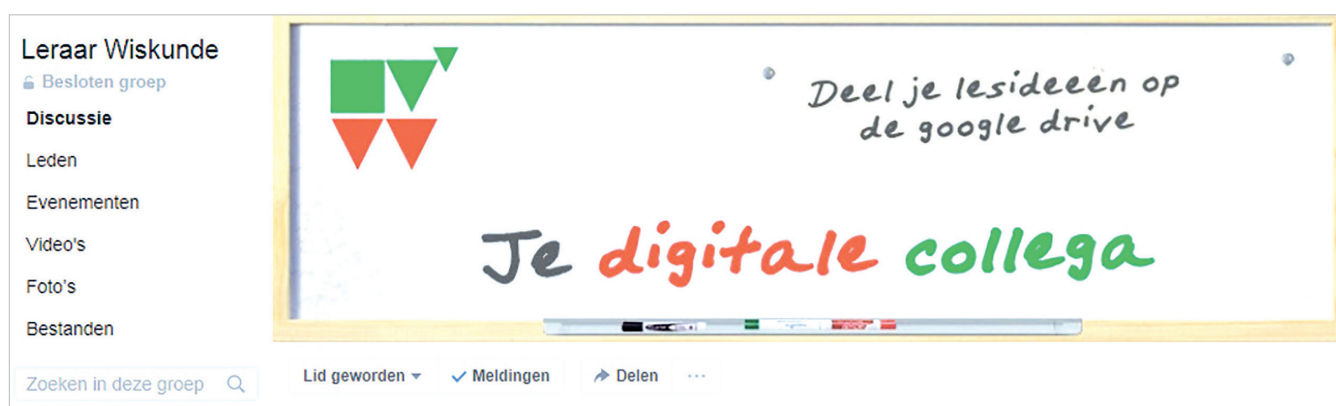 Leraar Wiskunde
Besloten groep
Discussie
Leden
Evenementen
Video's
Foto's
Bestanden
Zoeken in deze groep
Deel je lesideeën op
de google drive
Je digitale collega
Lid geworden
Meldingen
Delen